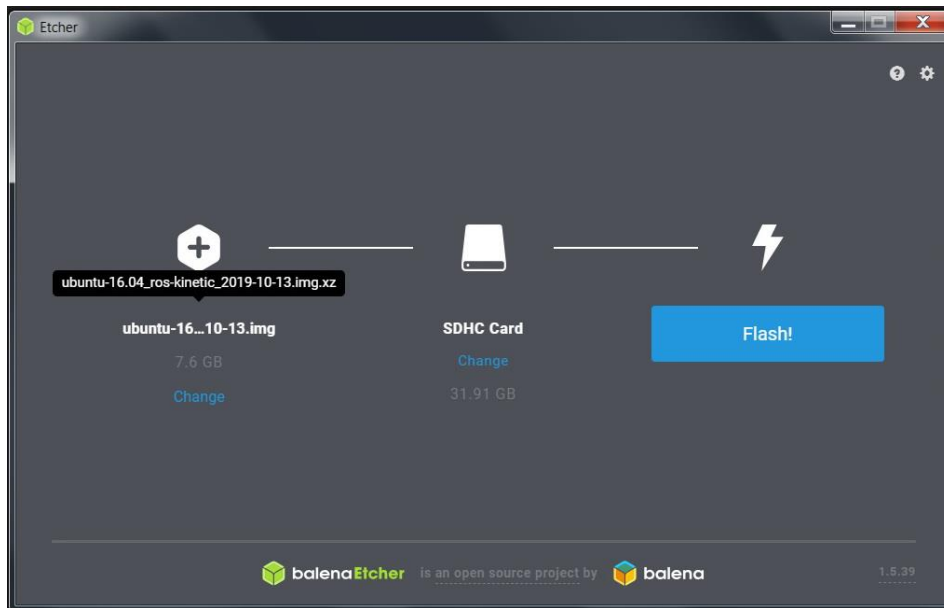 Etcher
ubuntu-16.04_ros-kinetic_2019-10-13.img.xz
ubuntu-16...10-13.img
7.6 GB
Change
SDHC Card
Change
31.91 GB
Flash!
balenaEtcher is an open source project by balena
1.5.39